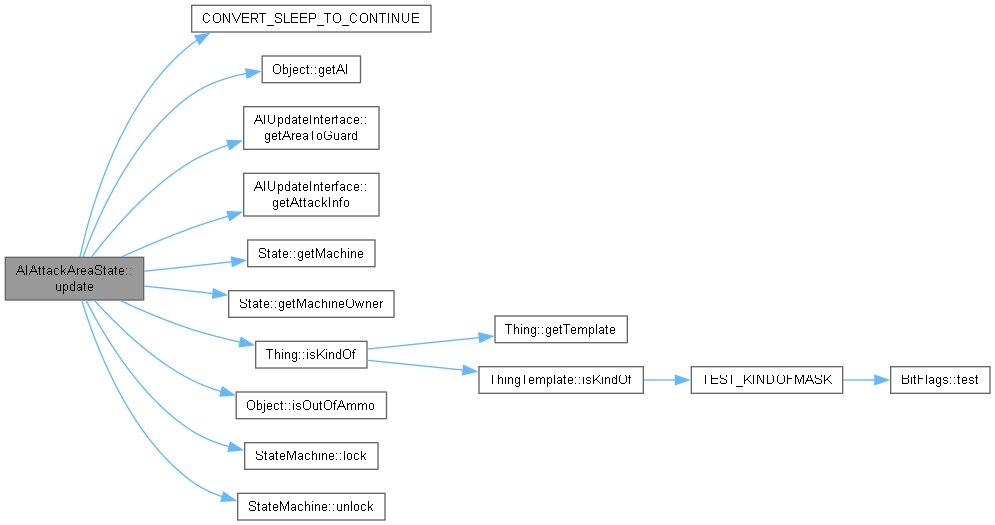 CONVERT_SLEEP_TO_CONTINUE
Object::getAI
AIUpdateInterface::
getAreaToGuard
AIUpdateInterface::
getAttackInfo
State::getMachine
AIAttackAreaState::
update
State::getMachineOwner
Thing::getTemplate
Thing::isKindOf
ThingTemplate::isKindOf
TEST_KINDOFMASK
BitFlags::test
Object::isOutOfAmmo
StateMachine::lock
StateMachine::unlock